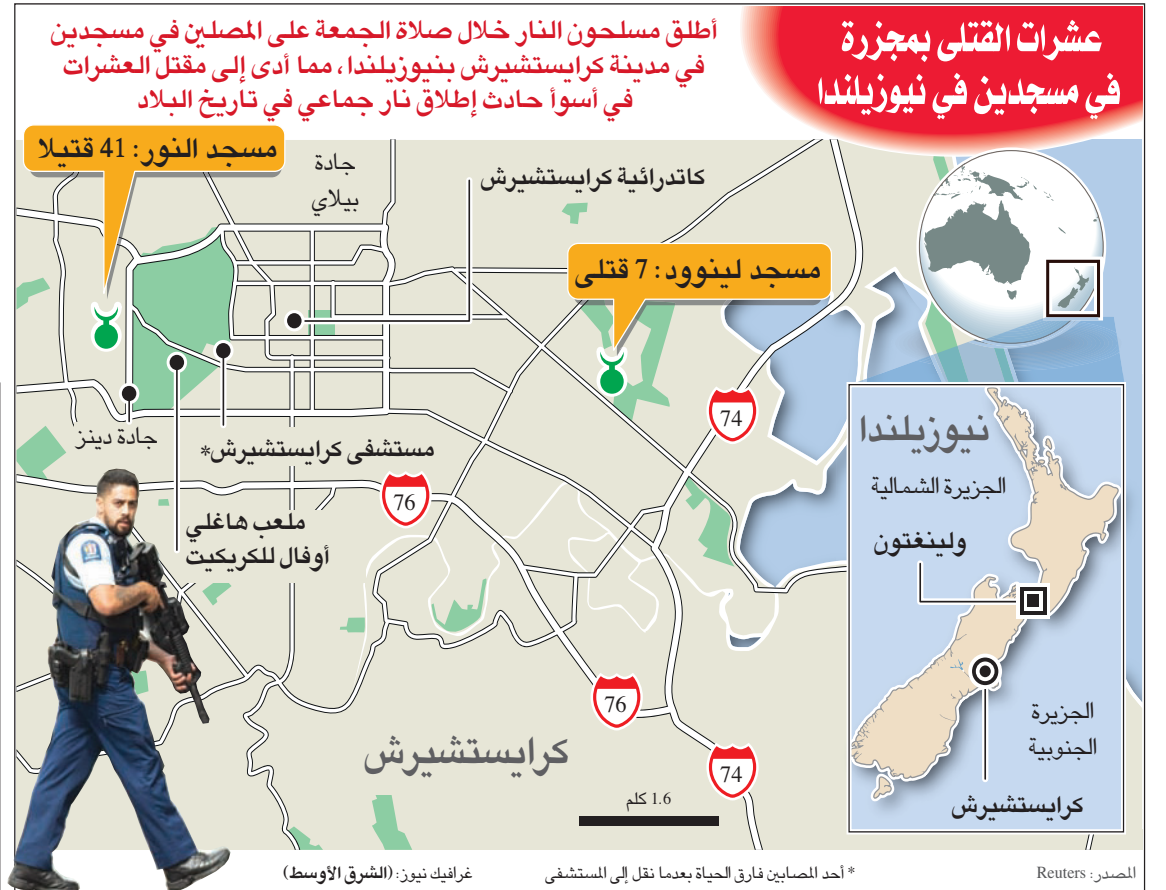 عشرات القتلى بمجزرة
في مسجدين في نيوزيلندا
أطلق مسلحون النار خلال صلاة الجمعة على المصلين في مسجدين
في مدينة كرايستشيرش بنيوزيلندا، مما أدى إلى مقتل العشرات
في أسوأ حادث إطلاق نار جماعي في تاريخ البلاد
مسجد النور: 41 قتيلا
جادة
بيلاي
كاتدرائية كرايستشيرش
مسجد لينوود: 7 قتلى
74
جادة دينز
مستشفى كرايستشيرش*
76
ملعب هاغلي
أوفال للكريكيت
76
74
كرايستشيرش
1.6 كلم
نيوزيلندا
الجزيرة الشمالية
ولينغتون
الجزيرة
الجنوبية
كرايستشيرش
المصدر: Reuters
* أحد المصابين فارق الحياة بعدما نقل إلى المستشفى
غرافيك نيوز: (الشرق الأوسط)